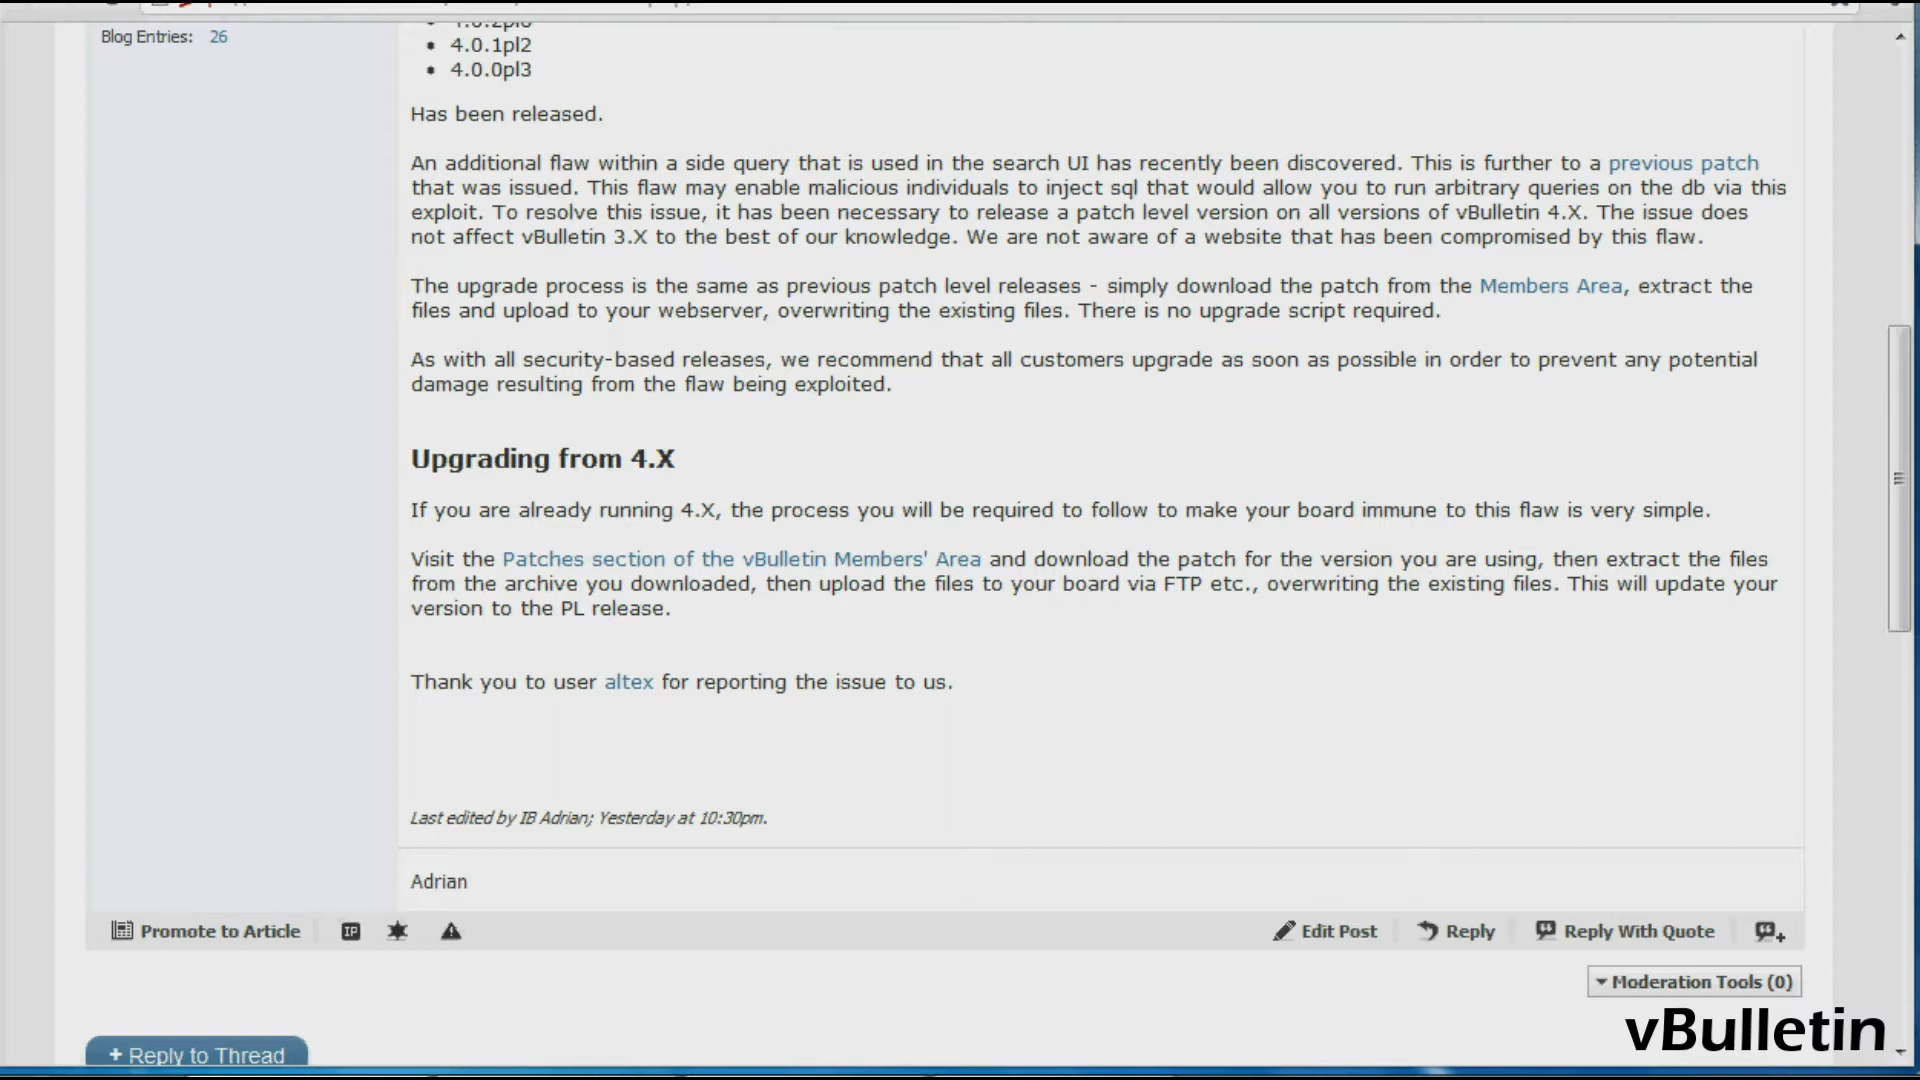 Blog Entries: 26
4.0.1pl2
4.0.0pl3
Has been released.
An additional flaw within a side query that is used in the search UI has recently been discovered. This is further to a previous patch
that was issued. This flaw may enable malicious individuals to inject sql that would allow you to run arbitrary queries on the db via this
exploit. To resolve this issue, it has been necessary to release a patch level version on all versions of vBulletin 4.X. The issue does
not affect vBulletin 3.X to the best of our knowledge. We are not aware of a website that has been compromised by this flaw.
The upgrade process is the same as previous patch level releases - simply download the patch from the Members Area, extract the
files and upload to your webserver, overwriting the existing files. There is no upgrade script required.
As with all security-based releases, we recommend that all customers upgrade as soon as possible in order to prevent any potential
damage resulting from the flaw being exploited.
Upgrading from 4.X
If you are already running 4.X, the process you will be required to follow to make your board immune to this flaw is very simple.
Visit the Patches section of the vBulletin Members' Area and download the patch for the version you are using, then extract the files
from the archive you downloaded, then upload the files to your board via FTP etc., overwriting the existing files. This will update your
version to the PL release.
Thank you to user altex for reporting the issue to us.
Last edited by IB Adrian; Yesterday at 10:30pm.
Adrian
Promote to Article IP Edit Post Reply Reply With Quote
Moderation Tools (0)
vBulletin
+ Reply to Thread